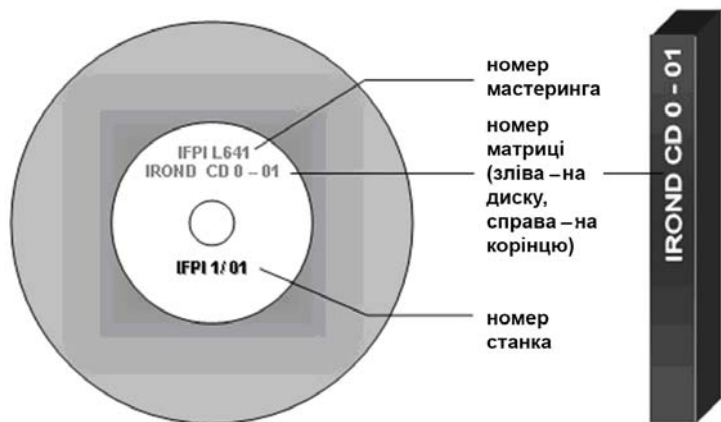 IFPI L641
IROND CD 0 – 01
IFPI 1/ 01
номер
мастеринга
номер
матриці
(зліва –на
диску,
справа –на
корінцю)
номер
станка
IROND CD 0 - 01